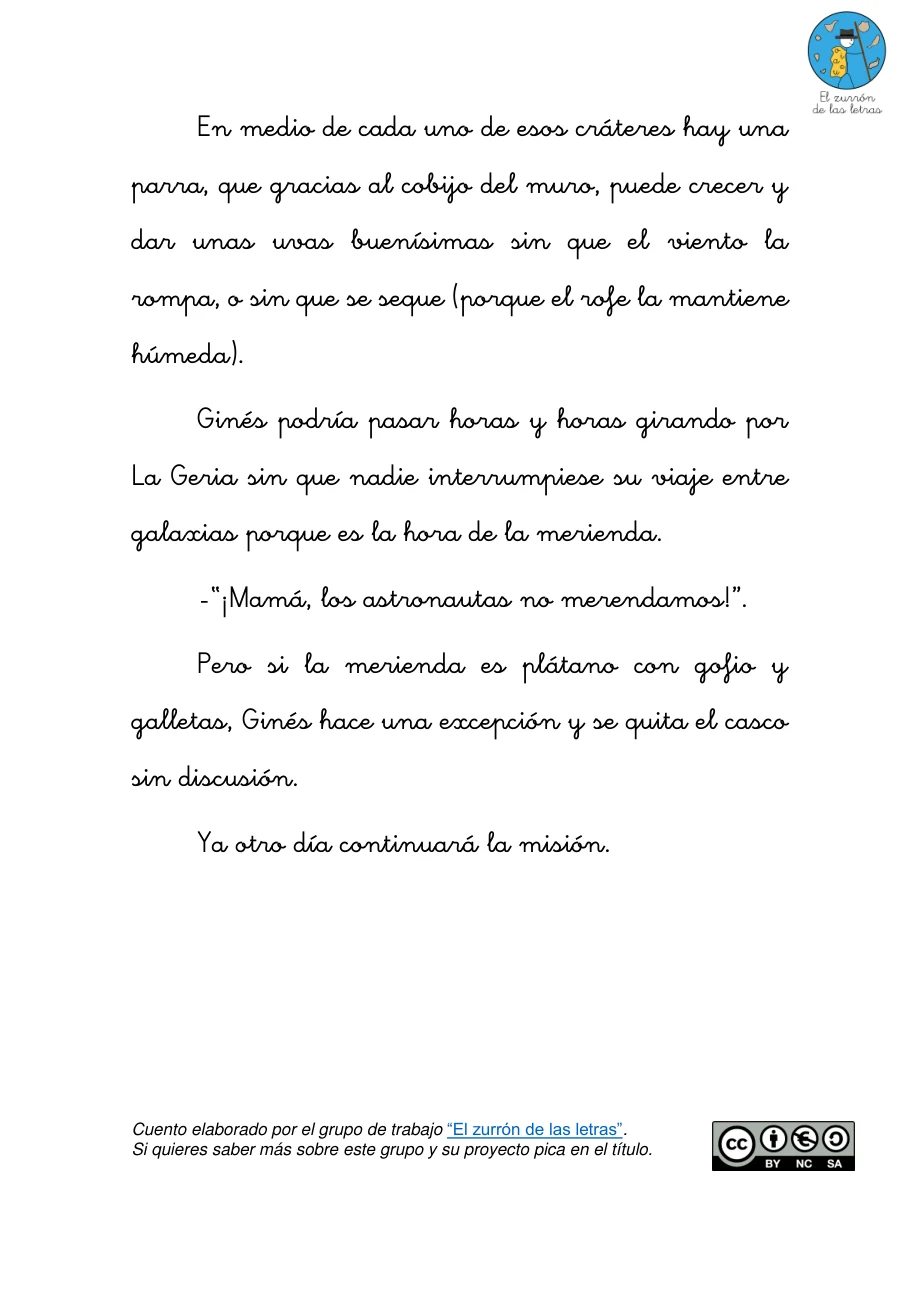 El zurrón
de las letras
En medio de cada uno de esos cráteres hay una
parra, que gracias al cobijo del muro, puede crecer y
dar unas uvas buenísimas sin que el viento la
rompa, o sin que se seque (porque el rofe la mantiene
húmeda).
Ginés podría pasar horas y horas girando por
La Geria sin que nadie interrumpiese su viaje entre
galaxias porque es la hora de la merienda.
-“¡Mamá, los astronautas no merendamos!”.
Pero si la merienda es plátano con gofio y
galletas, Ginés hace una excepción y se quita el casco
sin discusión.
Ya otro día continuará la misión.
Cuento elaborado por el grupo de trabajo “El zurrón de las letras”.
Si quieres saber más sobre este grupo y su proyecto pica en el título.
cc
BY NC SA